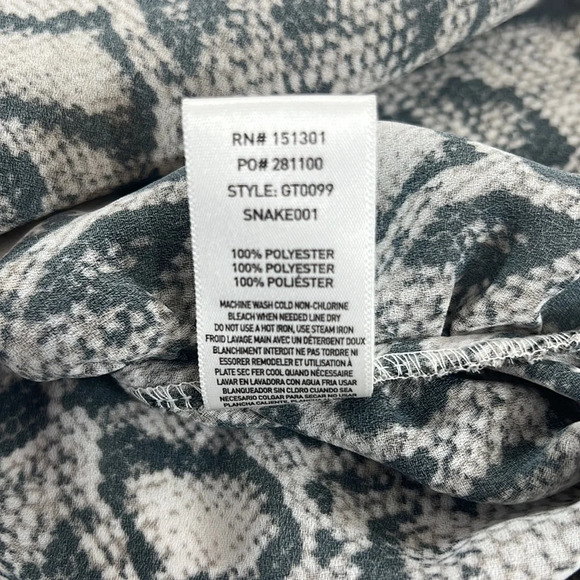 RN# 151301
PO# 281100
STYLE: GT0099
SNAKE001
100% POLYESTER
100% POLYESTER
100% POLIÉSTER
MACHINE WASH COLD NON-CHLORINE
BLEACH WHEN NEEDED LINE DRY
DO NOT USE A HOT IRON, USE STEAM IRON
FROID LAVAGE MAIN AVEC UN DÉTERGENT DOUX
BLANCHIMENT INTERDIT NE PAS TORDRE NI
ESSORER REMODELER ET UTILISATION À
PLATE SEC FER COOL QUAND NÉCESSAIRE
LAVAR EN LAVADORA CON AGUA FRIA USAR
BLANQUEADOR SIN CLORO CUANDO SEA
NECESARIO COLGAR PARA SECAR NO USAR
PLANCHA CALIENTE,